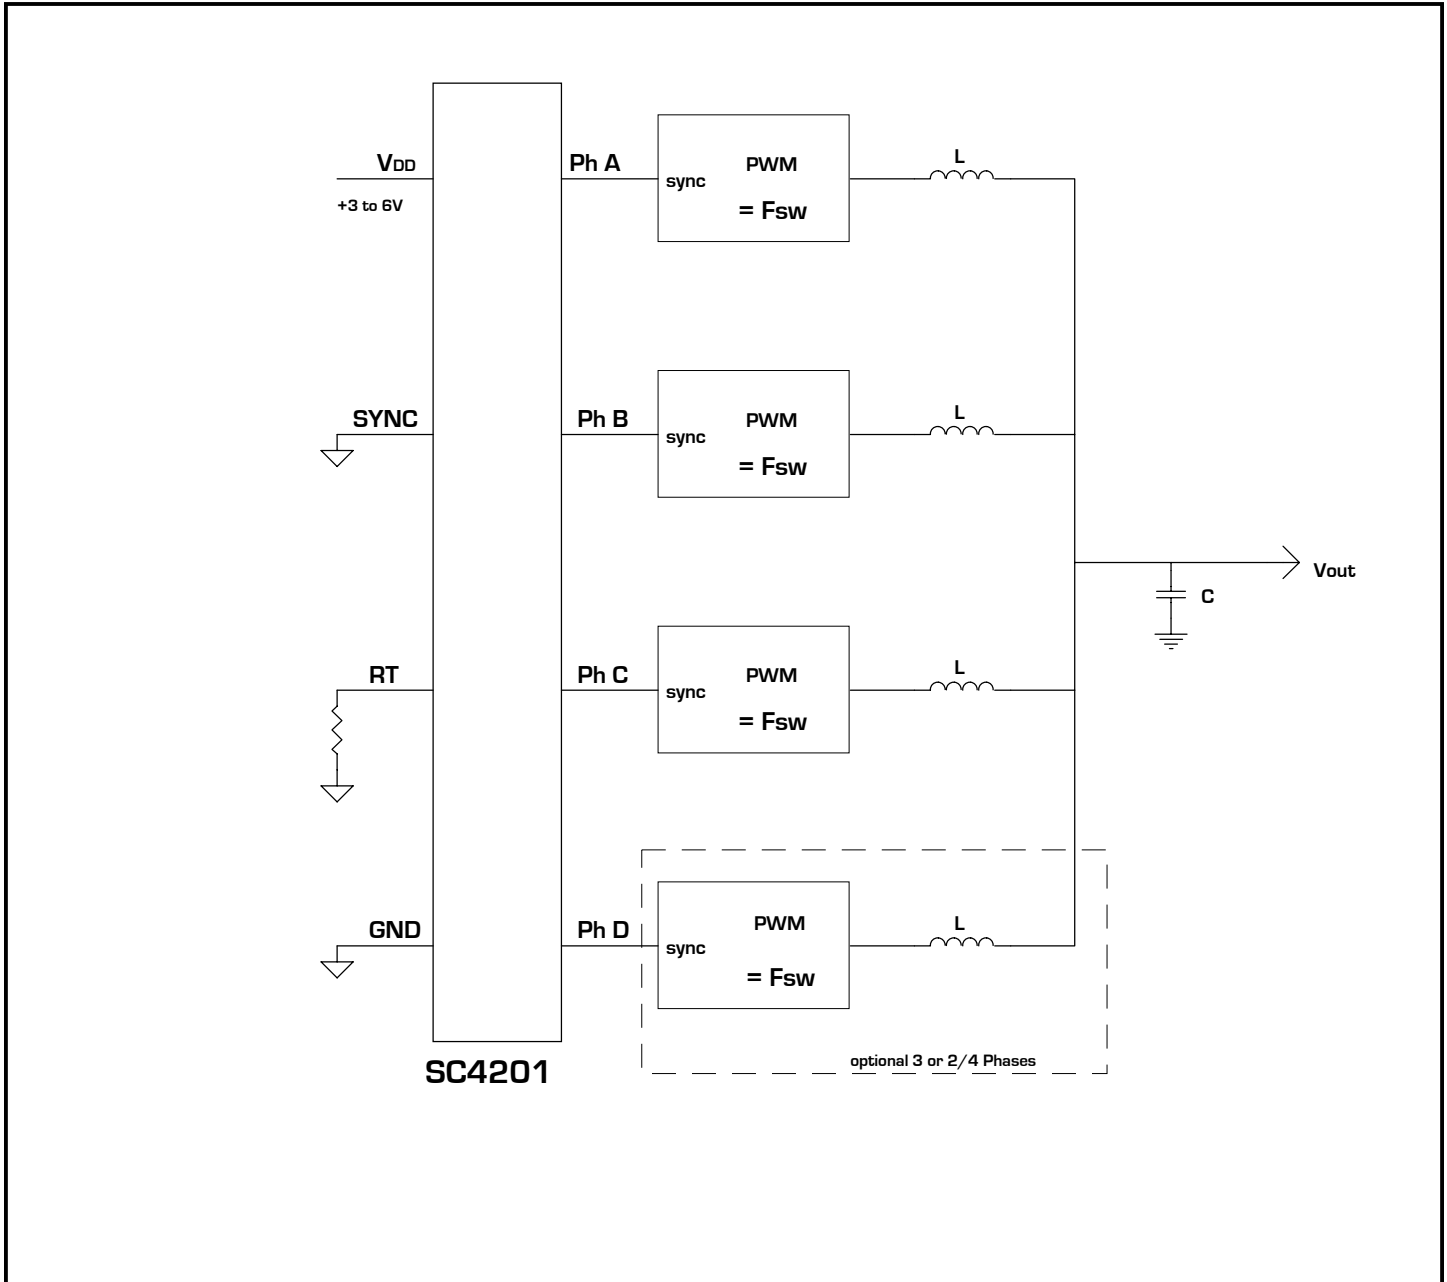 VDD
+3 to 6V
Ph A
sync
PWM
= Fsw
L
SYNC
Ph B
sync
PWM
= Fsw
L
Vout
C
RT
Ph C
sync
PWM
= Fsw
L
GND
Ph D
sync
PWM
= Fsw
L
optional 3 or 2/4 Phases
SC4201